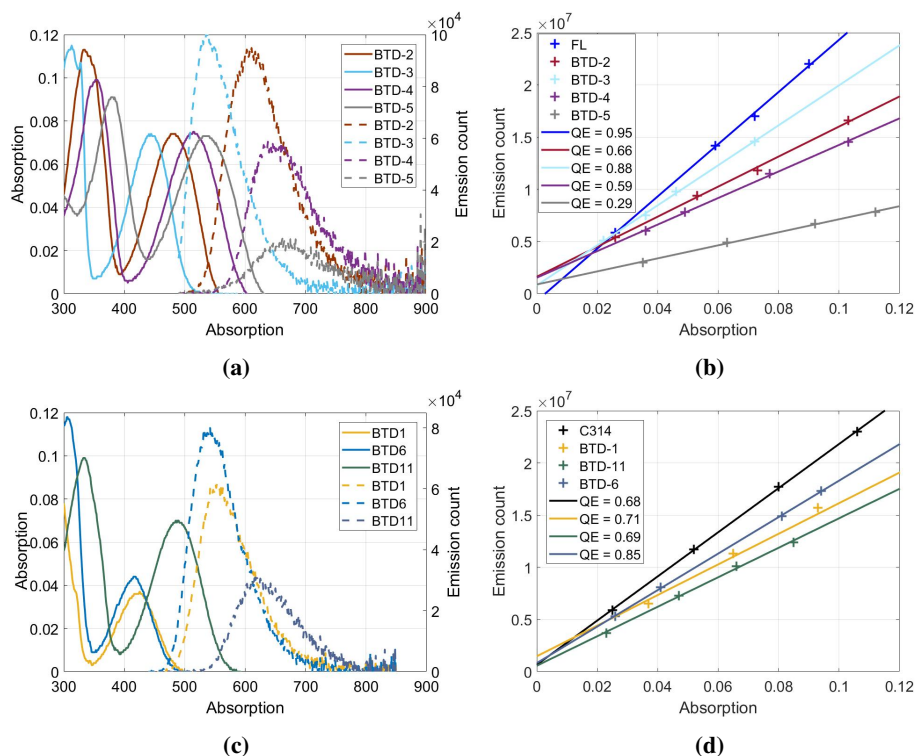 ×10⁴
0.12
0.1
0.08
0.06
0.04
0.02
0
Absorption
300 400 500 600 700 800 900
Absorption
10
8
6
4
2
0
Emission count
BTD-2
BTD-3
BTD-4
BTD-5
BTD-2
BTD-3
BTD-4
BTD-5
(a)
×10⁷
2.5
2
1.5
1
0.5
0
Emission count
0 0.02 0.04 0.06 0.08 0.1 0.12
Absorption
FL
BTD-2
BTD-3
BTD-4
BTD-5
QE = 0.95
QE = 0.66
QE = 0.88
QE = 0.59
QE = 0.29
(b)
×10⁴
0.12
0.1
0.08
0.06
0.04
0.02
0
Absorption
300 400 500 600 700 800 900
Absorption
8
6
4
2
0
Emission count
BTD1
BTD6
BTD11
BTD1
BTD6
BTD11
(c)
×10⁷
2.5
2
1.5
1
0.5
0
Emission count
0 0.02 0.04 0.06 0.08 0.1 0.12
Absorption
C314
BTD-1
BTD-11
BTD-6
QE = 0.68
QE = 0.71
QE = 0.69
QE = 0.85
(d)